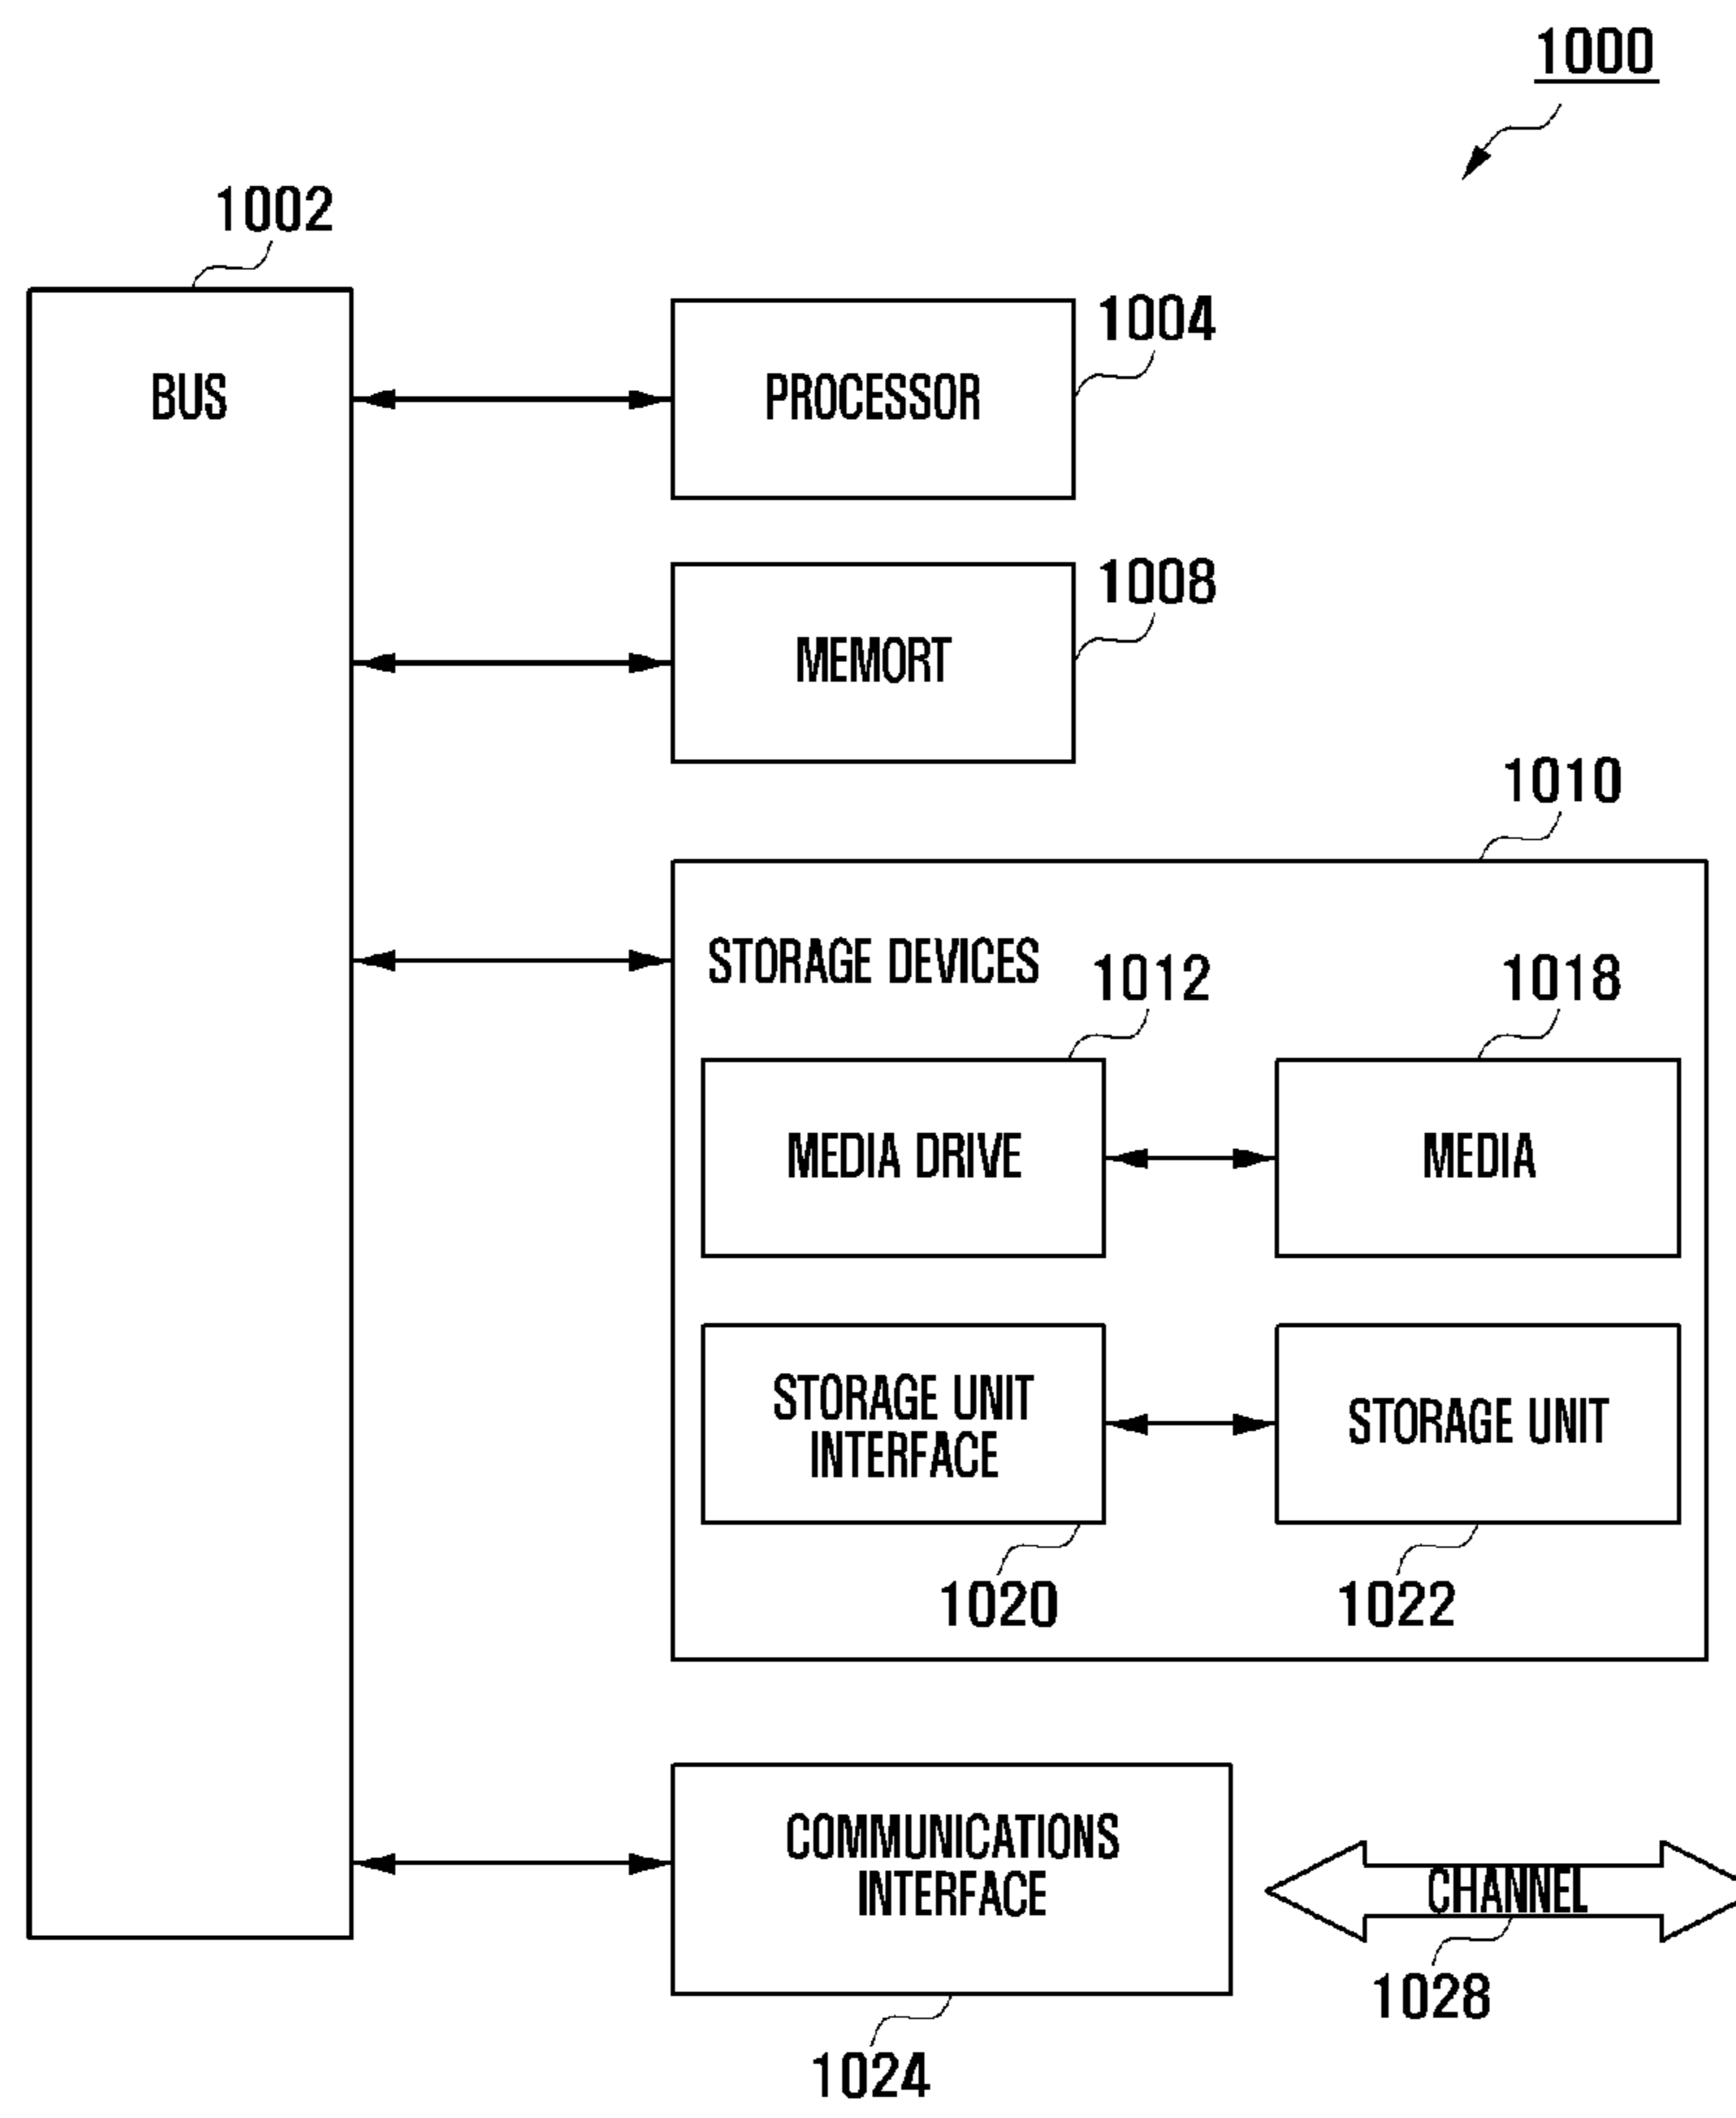 1000
1002
BUS
PROCESSOR
1004
MEMORT
1008
1010
STORAGE DEVICES
1012
1018
MEDIA DRIVE
MEDIA
STORAGE UNIT
INTERFACE
STORAGE UNIT
1020
1022
COMMUNICATIONS
INTERFACE
CHANNEL
1028
1024